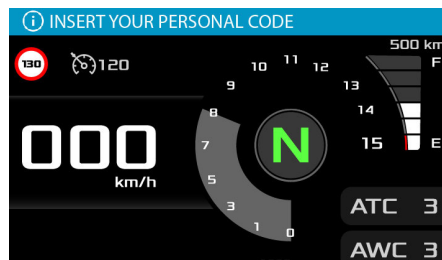 i INSERT YOUR PERSONAL CODE
500 km
130 120
10 11 12 F
9 13
8 14
7 N 15 E
000
km/h
5
3
1 0
ATC 3
AWC 3